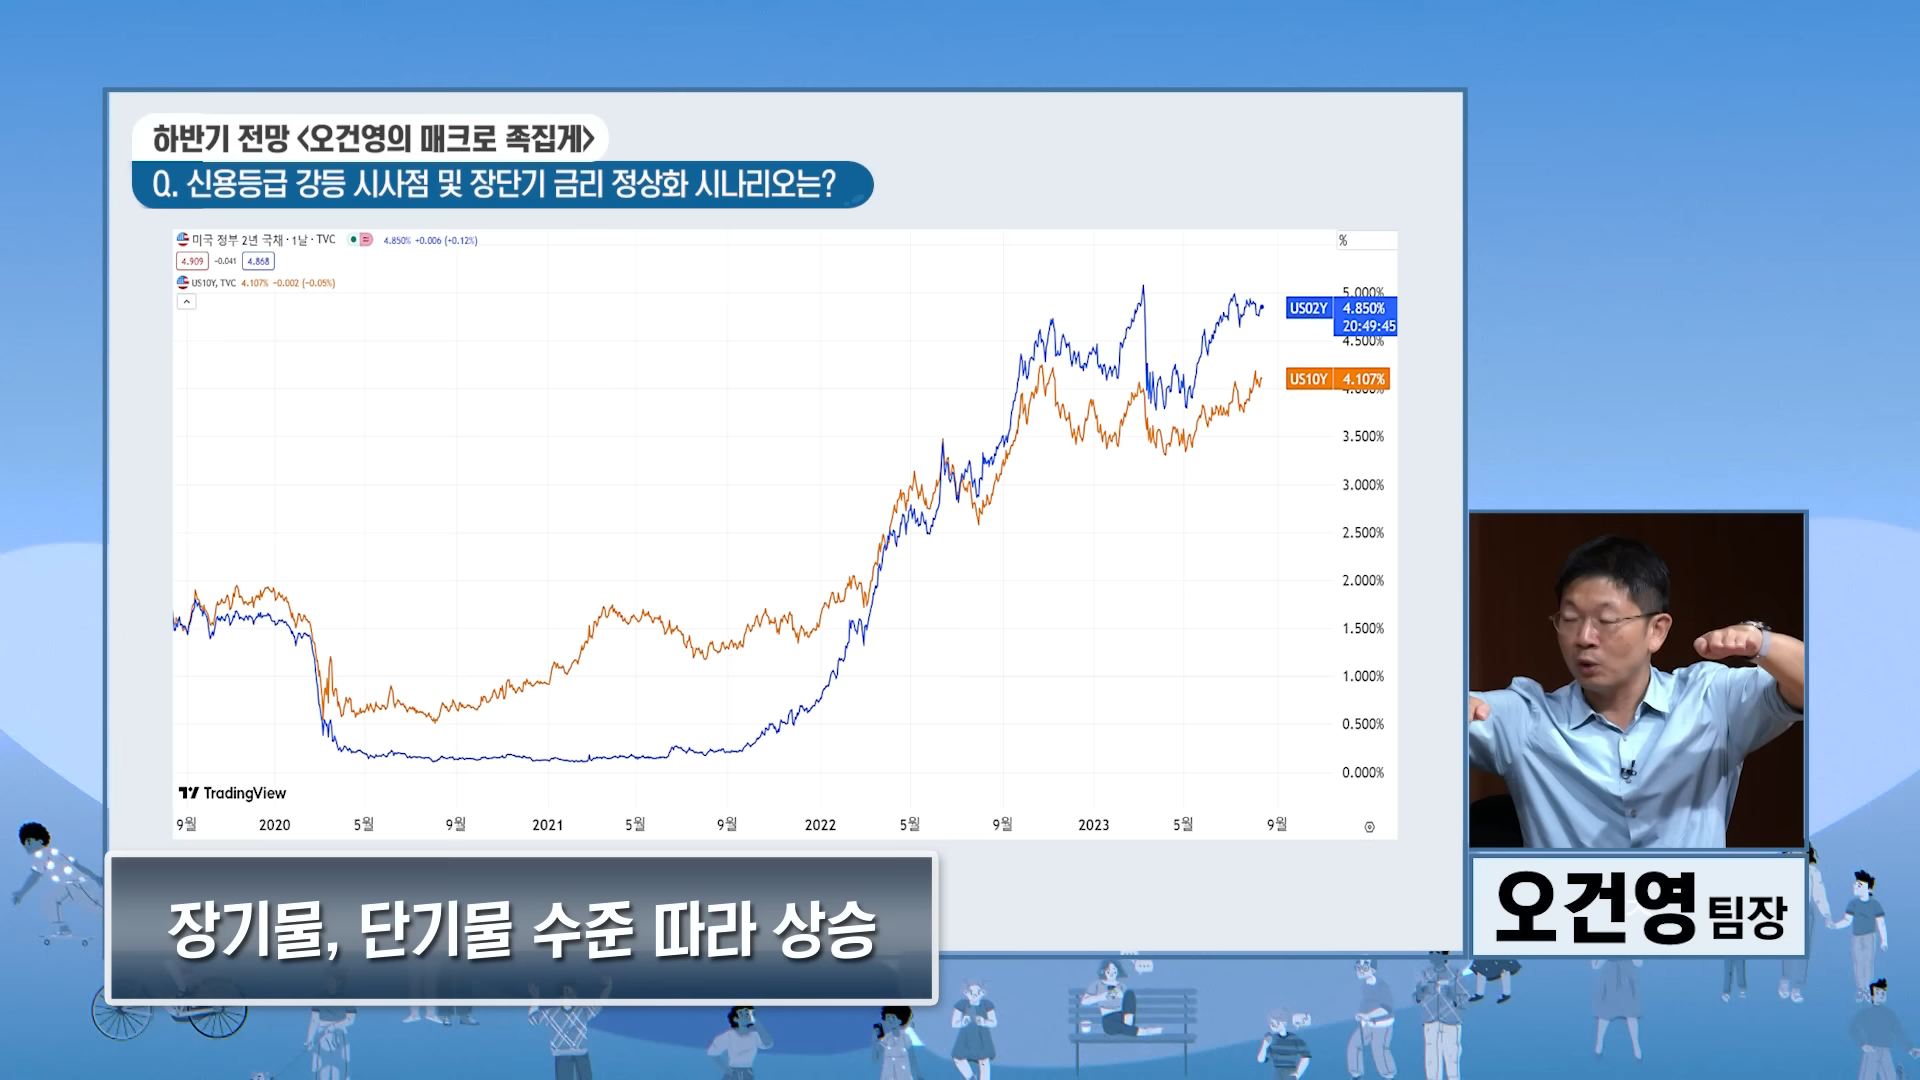 하반기 전망 <오건영의 매크로 족집게>
Q. 신용등급 강등 시사점 및 장단기 금리 정상화 시나리오는?
미국 정부 2년 국채 · 1날 · TVC 4.850% +0.006 (+0.12%)
4.909 -0.041 4.868
US10Y, TVC 4.107% -0.002 (-0.05%)
%
5.000%
US02Y 4.850%
20:49:45
4.500%
US10Y 4.107%
4.000%
3.500%
3.000%
2.500%
2.000%
1.500%
1.000%
0.500%
0.000%
TradingView
9월 2020 5월 9월 2021 5월 9월 2022 5월 9월 2023 5월 9월
장기물, 단기물 수준 따라 상승
오건영 팀장